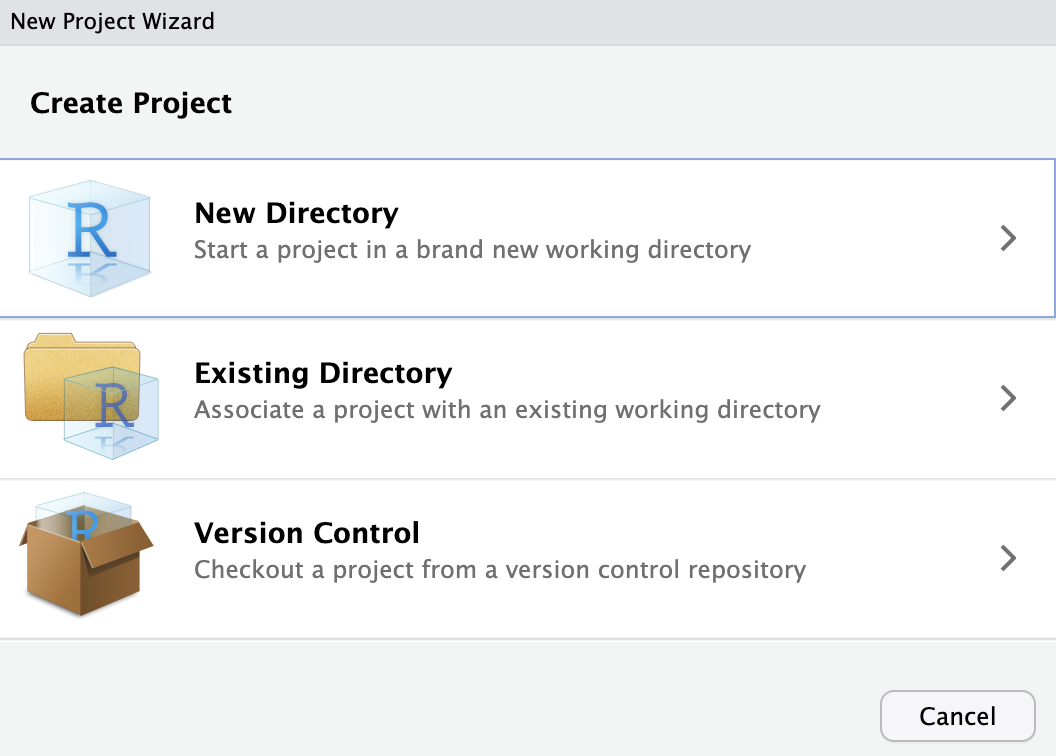 New Project Wizard
Create Project
R
New Directory
Start a project in a brand new working directory
R
Existing Directory
Associate a project with an existing working directory
R
Version Control
Checkout a project from a version control repository
Cancel